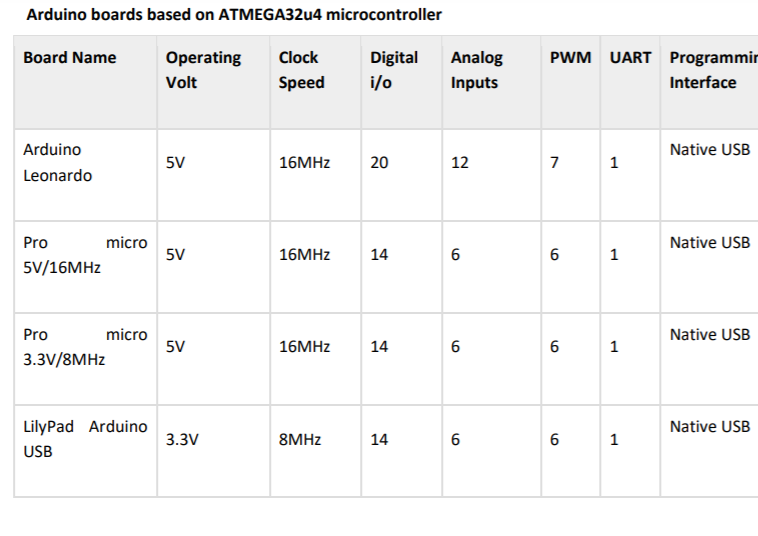 Arduino boards based on ATMEGA32u4 microcontroller
Board Name Operating Volt Clock Speed Digital i/o Analog Inputs PWM UART Programmin Interface
Arduino Leonardo 5V 16MHz 20 12 7 1 Native USB
Pro micro 5V/16MHz 5V 16MHz 14 6 6 1 Native USB
Pro micro 3.3V/8MHz 5V 16MHz 14 6 6 1 Native USB
LilyPad Arduino USB 3.3V 8MHz 14 6 6 1 Native USB